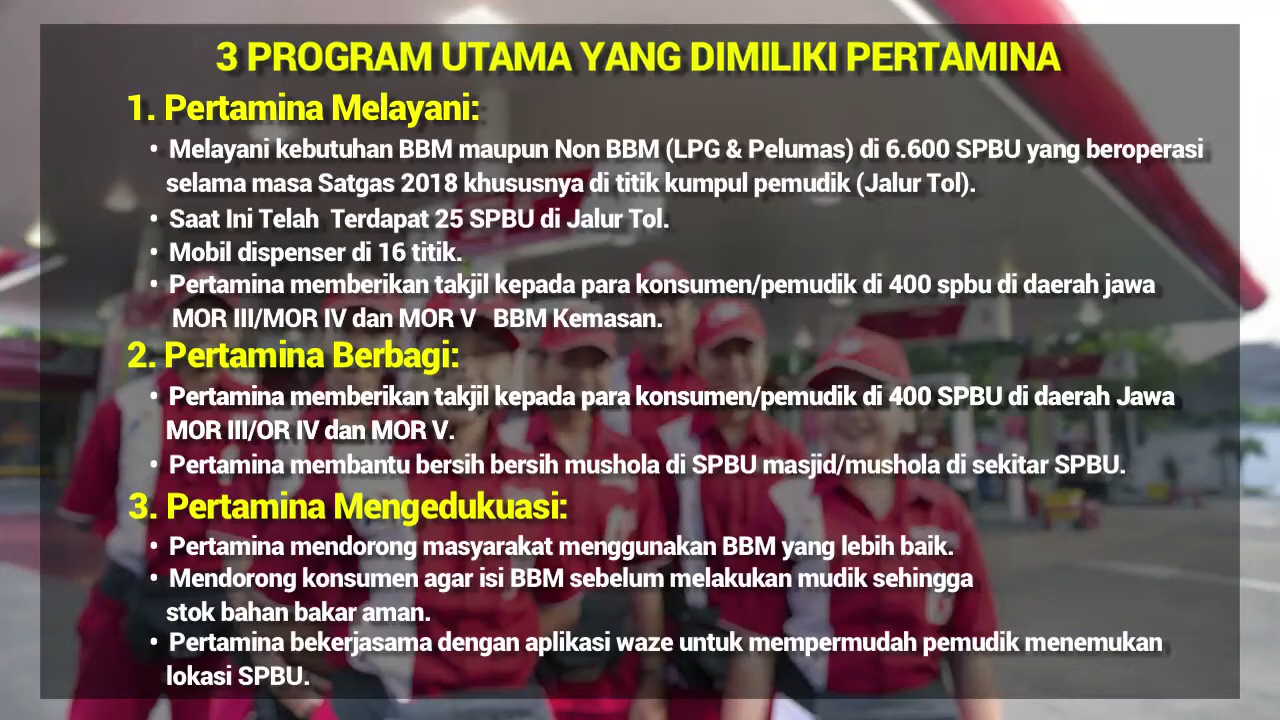 3 PROGRAM UTAMA YANG DIMILIKI PERTAMINA
1. Pertamina Melayani:
• Melayani kebutuhan BBM maupun Non BBM (LPG & Pelumas) di 6.600 SPBU yang beroperasi
selama masa Satgas 2018 khususnya di titik kumpul pemudik (Jalur Tol).
• Saat Ini Telah Terdapat 25 SPBU di Jalur Tol.
• Mobil dispenser di 16 titik.
• Pertamina memberikan takjil kepada para konsumen/pemudik di 400 spbu di daerah jawa
MOR III/MOR IV dan MOR V BBM Kemasan.
2. Pertamina Berbagi:
• Pertamina memberikan takjil kepada para konsumen/pemudik di 400 SPBU di daerah Jawa
MOR III/OR IV dan MOR V.
• Pertamina membantu bersih bersih mushola di SPBU masjid/mushola di sekitar SPBU.
3. Pertamina Mengedukuasi:
• Pertamina mendorong masyarakat menggunakan BBM yang lebih baik.
• Mendorong konsumen agar isi BBM sebelum melakukan mudik sehingga
stok bahan bakar aman.
• Pertamina bekerjasama dengan aplikasi waze untuk mempermudah pemudik menemukan
lokasi SPBU.